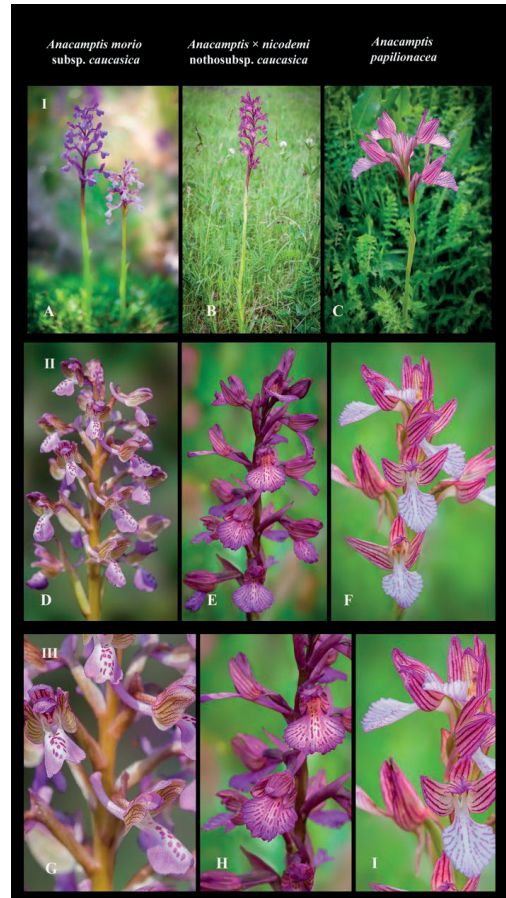 Anacamptis morio
subsp. caucasica
Anacamptis × nicodemi
nothosubsp. caucasica
Anacamptis
papilionacea
I
A
B
C
II
D
E
F
III
G
H
I